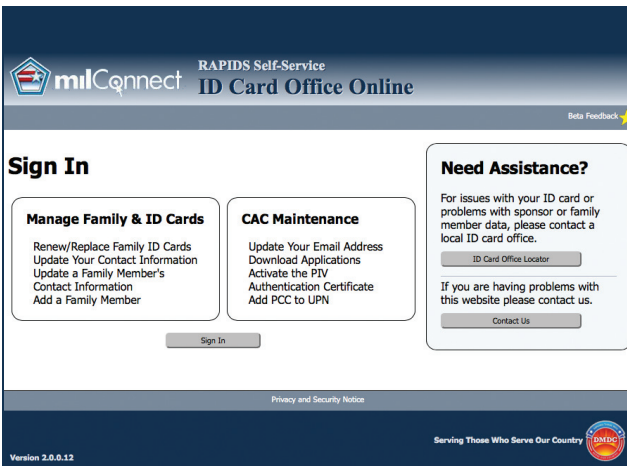 milConnect
RAPIDS Self-Service
ID Card Office Online
Beta Feedback
Sign In
Manage Family & ID Cards
Renew/Replace Family ID Cards
Update Your Contact Information
Update a Family Member's
Contact Information
Add a Family Member
CAC Maintenance
Update Your Email Address
Download Applications
Activate the PIV
Authentication Certificate
Add PCC to UPN
Sign In
Need Assistance?
For issues with your ID card or
problems with sponsor or family
member data, please contact a
local ID card office.
ID Card Office Locator
If you are having problems with
this website please contact us.
Contact Us
Privacy and Security Notice
Serving Those Who Serve Our Country
DMDC
Version 2.0.0.12